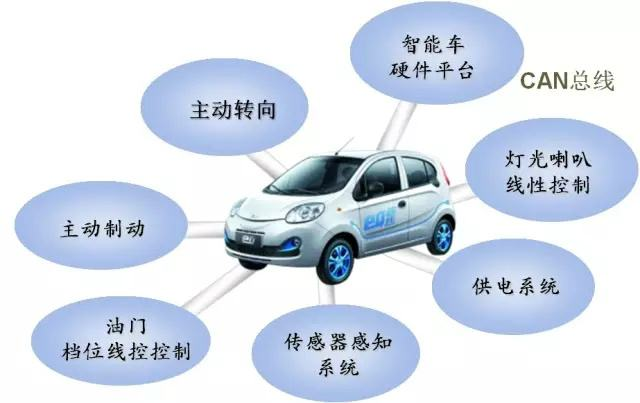 智能车
硬件平台
CAN总线
主动转向
灯光喇叭
线性控制
主动制动
供电系统
油门
档位线控控制
传感器感知
系统